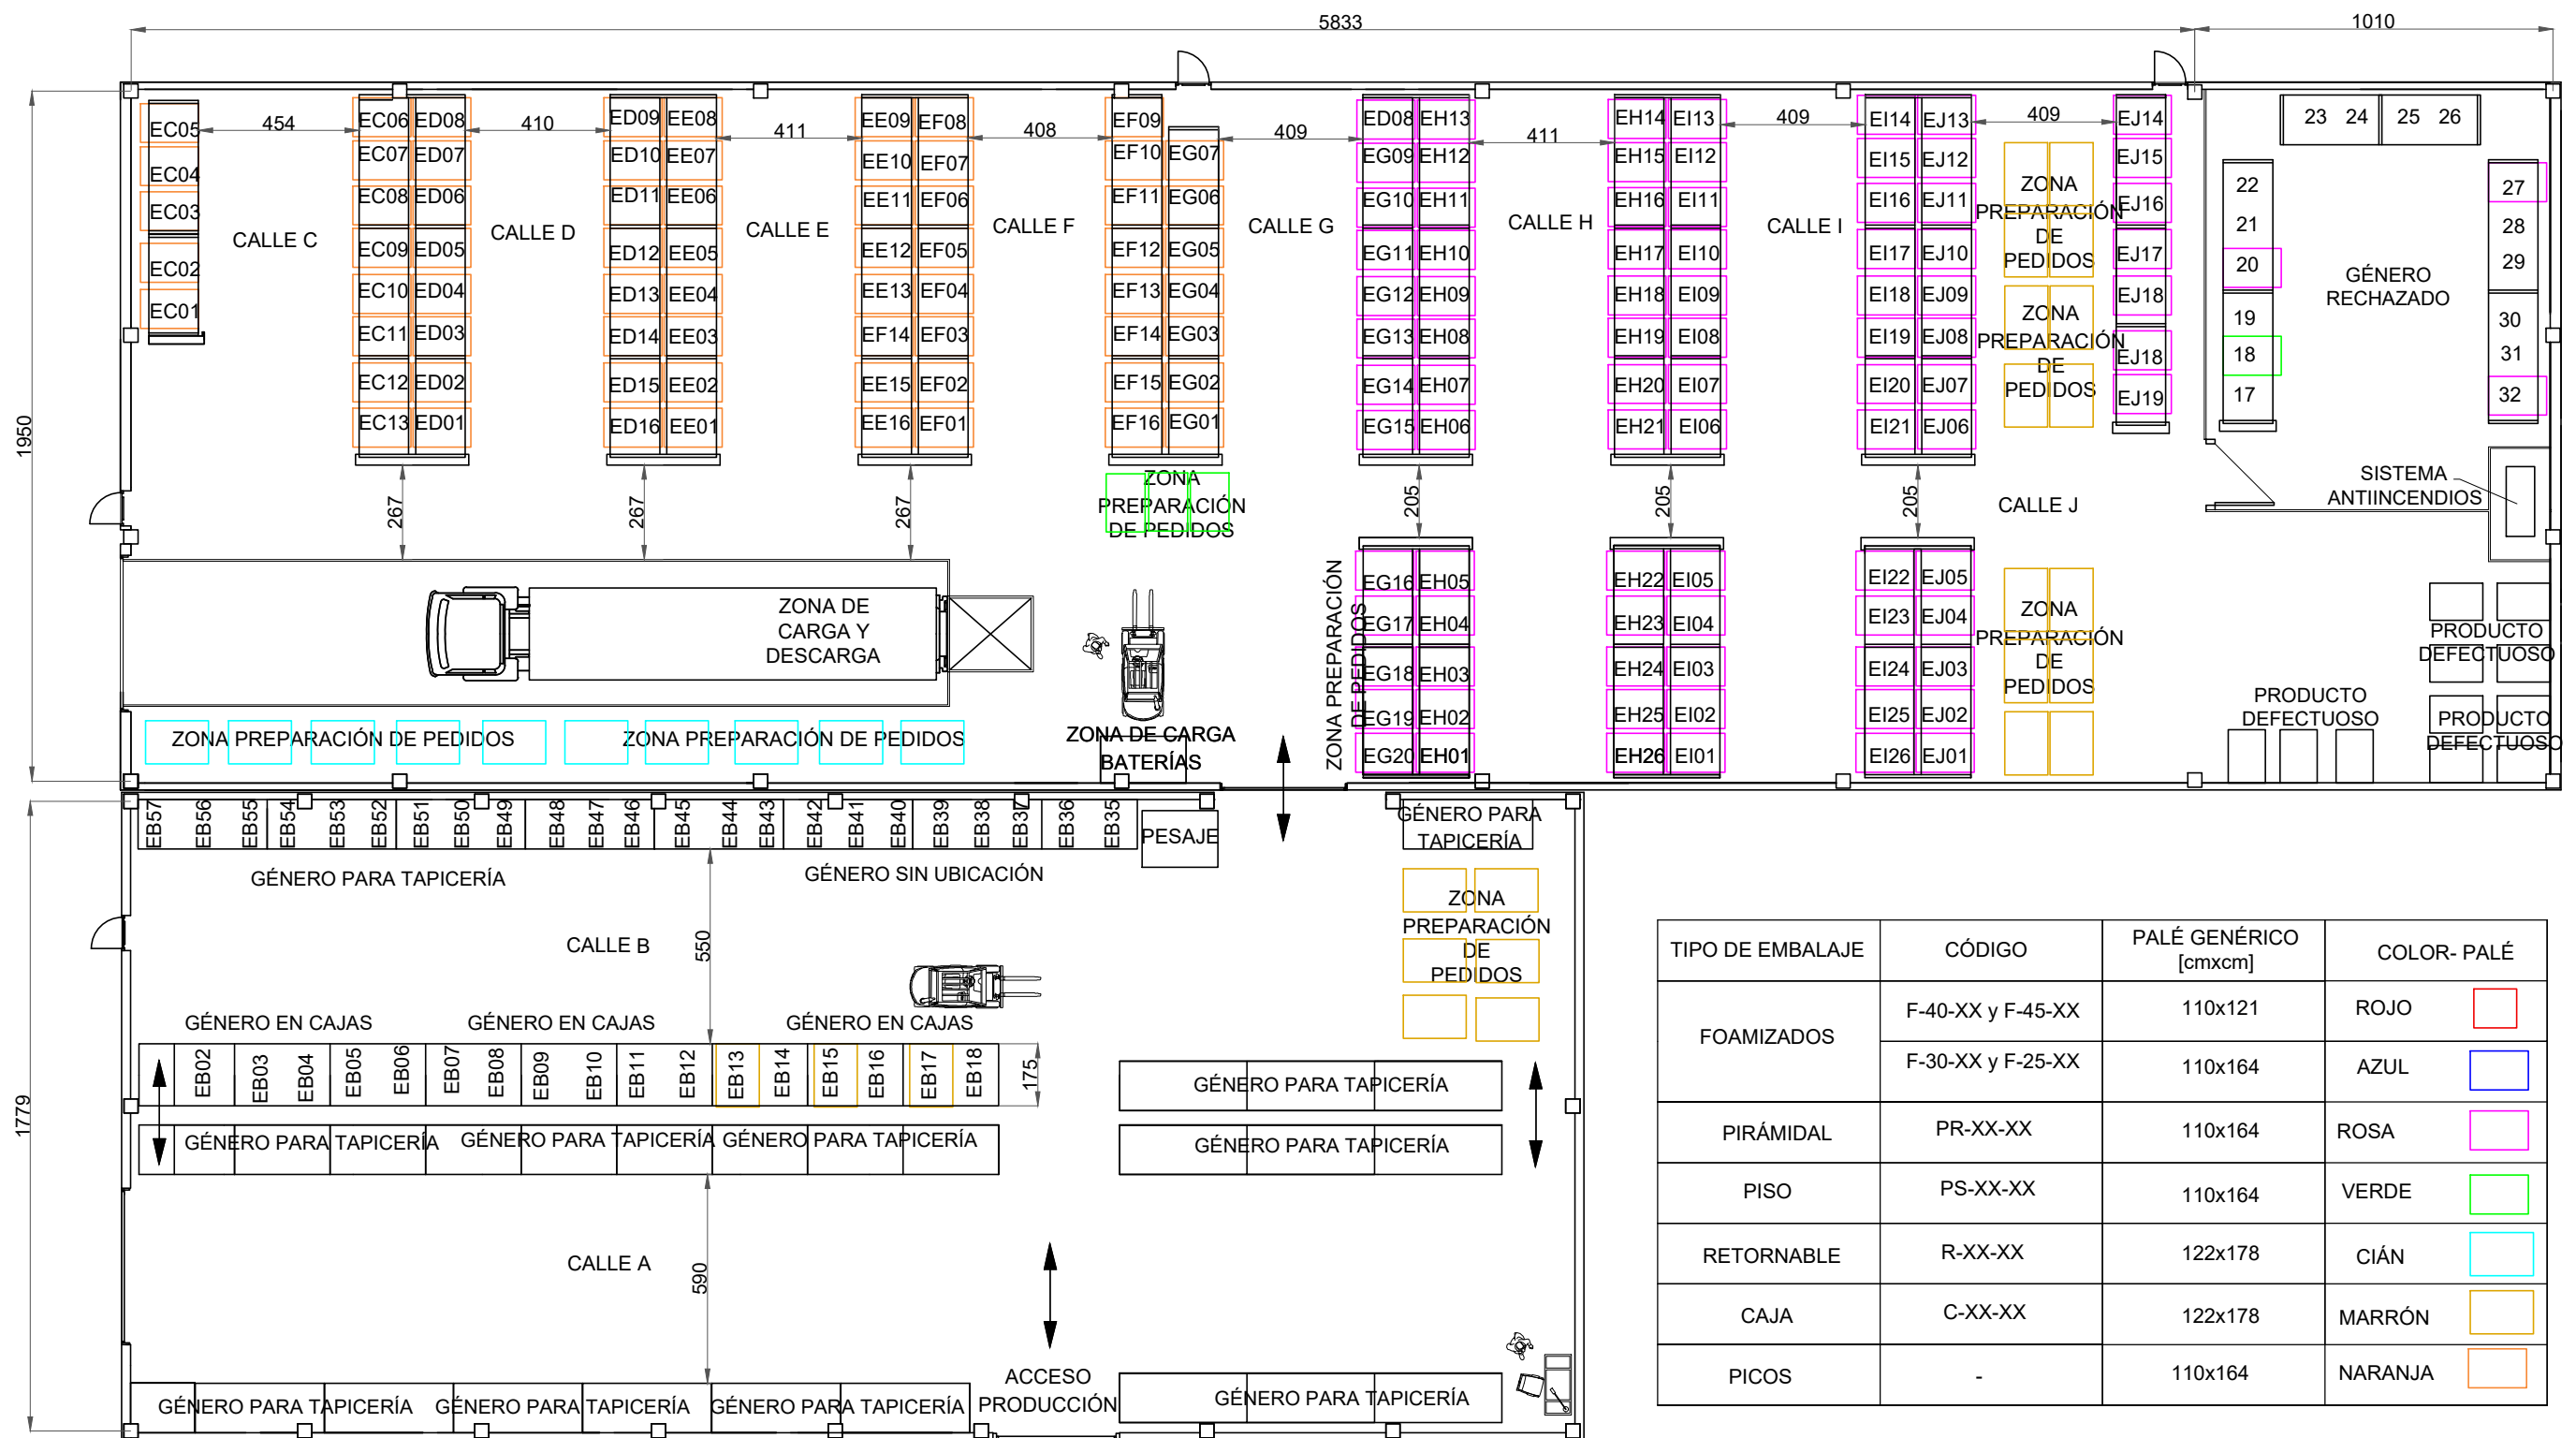 5833
1010
1950
1779
454
410
411
408
409
411
409
409
EC05
EC04
EC03
EC02
EC01
CALLE C
EC06 ED08
EC07 ED07
EC08 ED06
EC09 ED05
EC10 ED04
EC11 ED03
EC12 ED02
EC13 ED01
CALLE D
ED09 EE08
ED10 EE07
ED11 EE06
ED12 EE05
ED13 EE04
ED14 EE03
ED15 EE02
ED16 EE01
CALLE E
EE09 EF08
EE10 EF07
EE11 EF06
EE12 EF05
EE13 EF04
EF14 EF03
EE15 EF02
EE16 EF01
CALLE F
EF09
EF10 EG07
EF11 EG06
EF12 EG05
EF13 EG04
EF14 EG03
EF15 EG02
EF16 EG01
CALLE G
ED08 EH13
EG09 EH12
EG10 EH11
EG11 EH10
EG12 EH09
EG13 EH08
EG14 EH07
EG15 EH06
CALLE H
EH14 EI13
EH15 EI12
EH16 EI11
EH17 EI10
EH18 EI09
EH19 EI08
EH20 EI07
EH21 EI06
CALLE I
EI14 EJ13
EI15 EJ12
EI16 EJ11
EI17 EJ10
EI18 EJ09
EI19 EJ08
EI20 EJ07
EI21 EJ06
ZONA
PREPARACIÓN
DE
PEDIDOS
ZONA
PREPARACIÓN
DE
PEDIDOS
EJ14
EJ15
EJ16
EJ17
EJ18
EJ18
EJ19
23 24 25 26
22
21
20
19
18
17
GÉNERO
RECHAZADO
27
28
29
30
31
32
SISTEMA
ANTIINCENDIOS
267
267
267
ZONA
PREPARACIÓN
DE PEDIDOS
205
205
205
CALLE J
ZONA DE
CARGA Y
DESCARGA
ZONA PREPARACIÓN DE PEDIDOS
ZONA PREPARACIÓN DE PEDIDOS
ZONA DE CARGA
BATERÍAS
ZONA PREPARACIÓN
DE PEDIDOS
EG16 EH05
EG17 EH04
EG18 EH03
EG19 EH02
EG20 EH01
EH22 EI05
EH23 EI04
EH24 EI03
EH25 EI02
EH26 EI01
EI22 EJ05
EI23 EJ04
EI24 EJ03
EI25 EJ02
EI26 EJ01
ZONA
PREPARACIÓN
DE
PEDIDOS
PRODUCTO
DEFECTUOSO
PRODUCTO
DEFECTUOSO
PRODUCTO
DEFECTUOSO
EB57 EB56 EB55 EB54 EB53 EB52 EB51 EB50 EB49 EB48 EB47 EB46 EB45 EB44 EB43 EB42 EB41 EB40 EB39 EB38 EB37 EB36 EB35
PESAJE
GÉNERO PARA
TAPICERÍA
GÉNERO PARA TAPICERÍA
GÉNERO SIN UBICACIÓN
ZONA
PREPARACIÓN
DE
PEDIDOS
CALLE B
550
GÉNERO EN CAJAS GÉNERO EN CAJAS GÉNERO EN CAJAS
EB02 EB03 EB04 EB05 EB06 EB07 EB08 EB09 EB10 EB11 EB12 EB13 EB14 EB15 EB16 EB17 EB18
175
GÉNERO PARA TAPICERÍA
GÉNERO PARA TAPICERÍA GÉNERO PARA TAPICERÍA GÉNERO PARA TAPICERÍA
GÉNERO PARA TAPICERÍA
CALLE A
590
ACCESO
PRODUCCIÓN
GÉNERO PARA TAPICERÍA GÉNERO PARA TAPICERÍA GÉNERO PARA TAPICERÍA
GÉNERO PARA TAPICERÍA
TIPO DE EMBALAJE CÓDIGO PALÉ GENÉRICO [cmxcm] COLOR- PALÉ
FOAMIZADOS F-40-XX y F-45-XX 110x121 ROJO
F-30-XX y F-25-XX 110x164 AZUL
PIRÁMIDAL PR-XX-XX 110x164 ROSA
PISO PS-XX-XX 110x164 VERDE
RETORNABLE R-XX-XX 122x178 CIÁN
CAJA C-XX-XX 122x178 MARRÓN
PICOS - 110x164 NARANJA